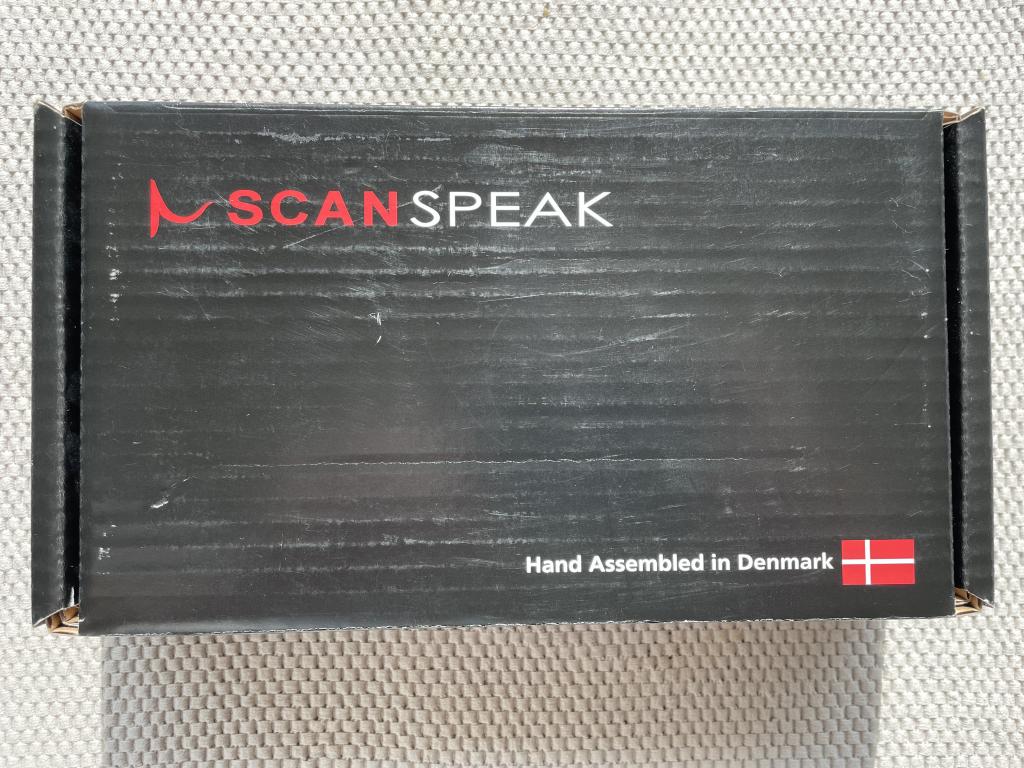 SCANSPEAK
Hand Assembled in Denmark